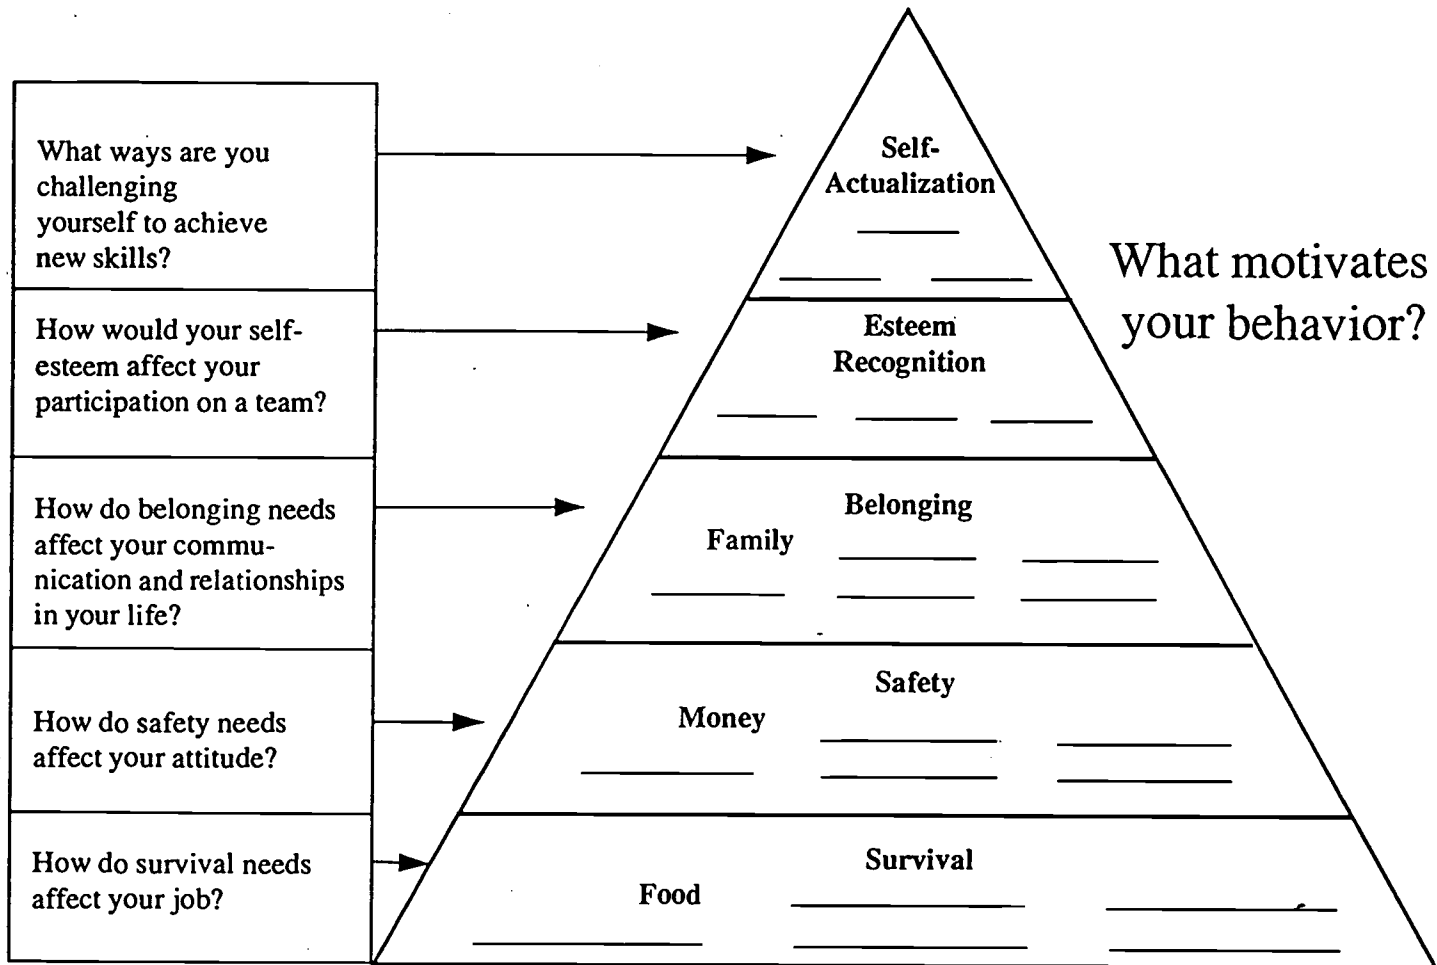 What ways are you
challenging
yourself to achieve
new skills?
How would your self-
esteem affect your
participation on a team?
How do belonging needs
affect your commu-
nication and relationships
in your life?
How do safety needs
affect your attitude?
How do survival needs
affect your job?
Self-
Actualization
Esteem
Recognition
Belonging
Family
Safety
Money
Survival
Food
What motivates
your behavior?